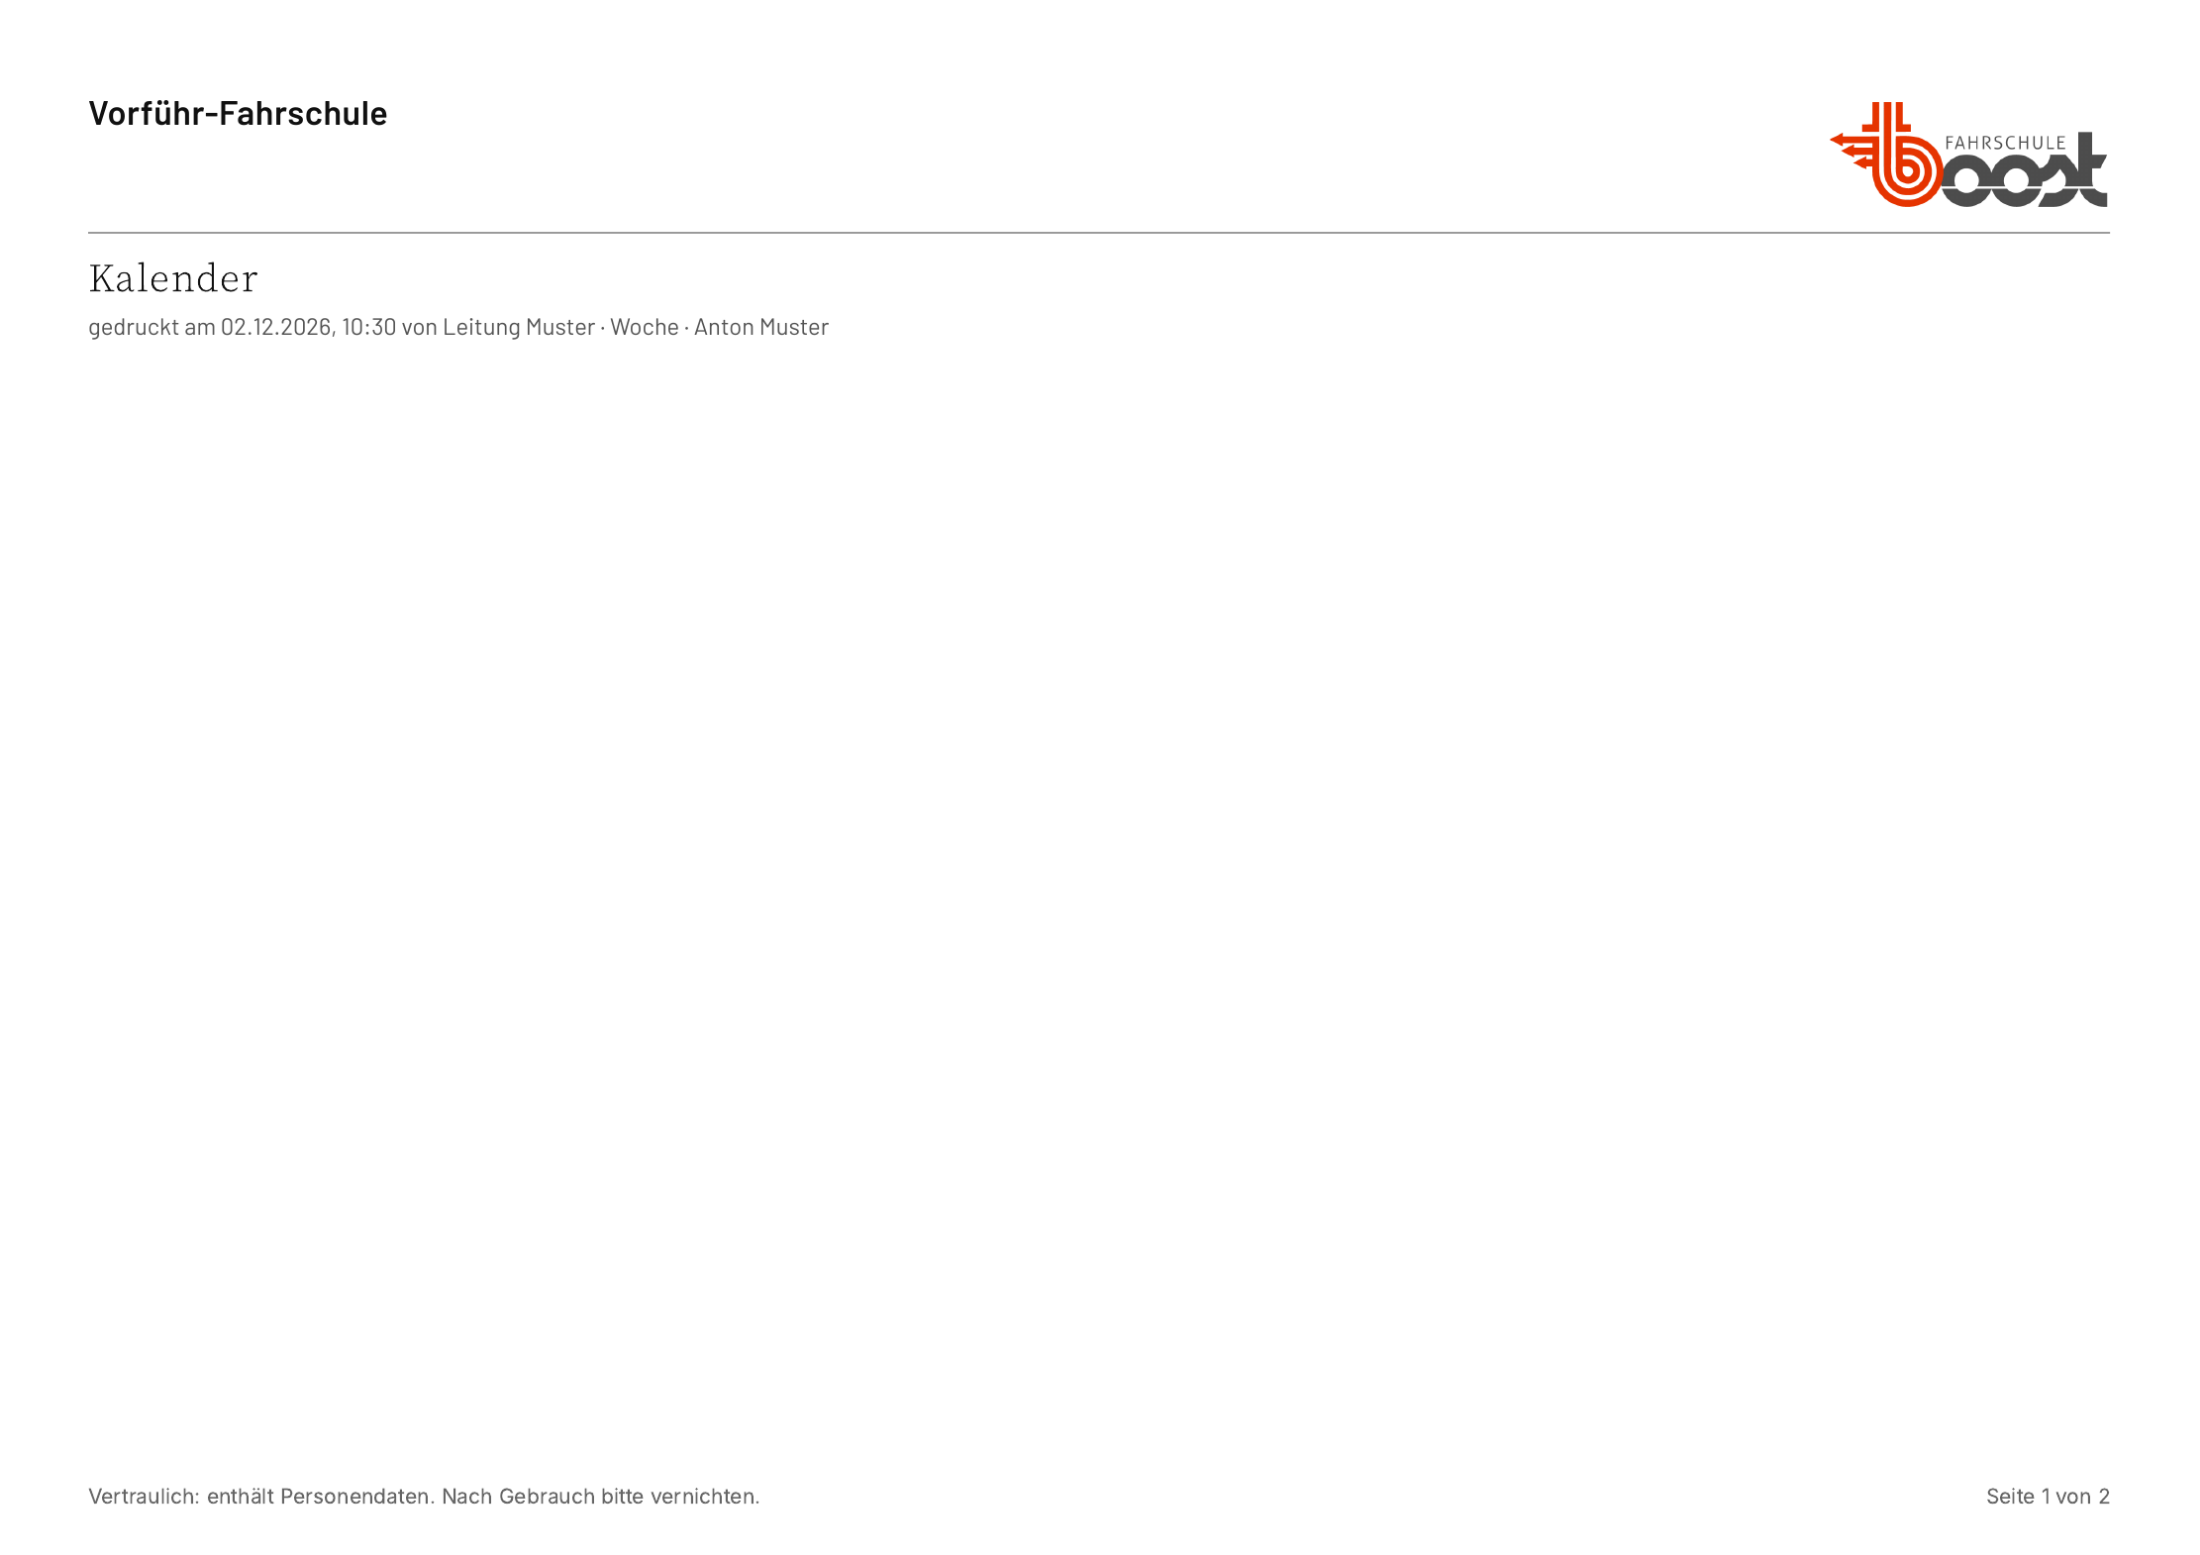 Vorführ-Fahrschule
FAHRSCHULE
boost
Kalender
gedruckt am 02.12.2026, 10:30 von Leitung Muster · Woche · Anton Muster
Vertraulich: enthält Personendaten. Nach Gebrauch bitte vernichten.
Seite 1 von 2